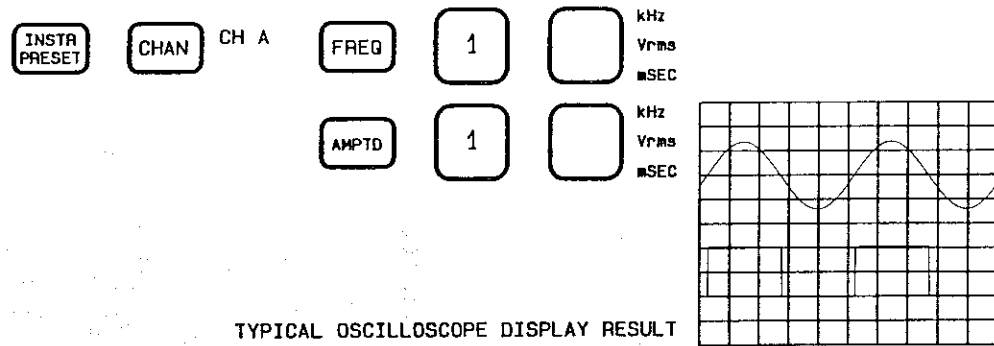 INSTR
PRESET
CHAN
CH A
FREQ
1
kHz
Vrms
mSEC
AMPTD
1
kHz
Vrms
mSEC
TYPICAL OSCILLOSCOPE DISPLAY RESULT